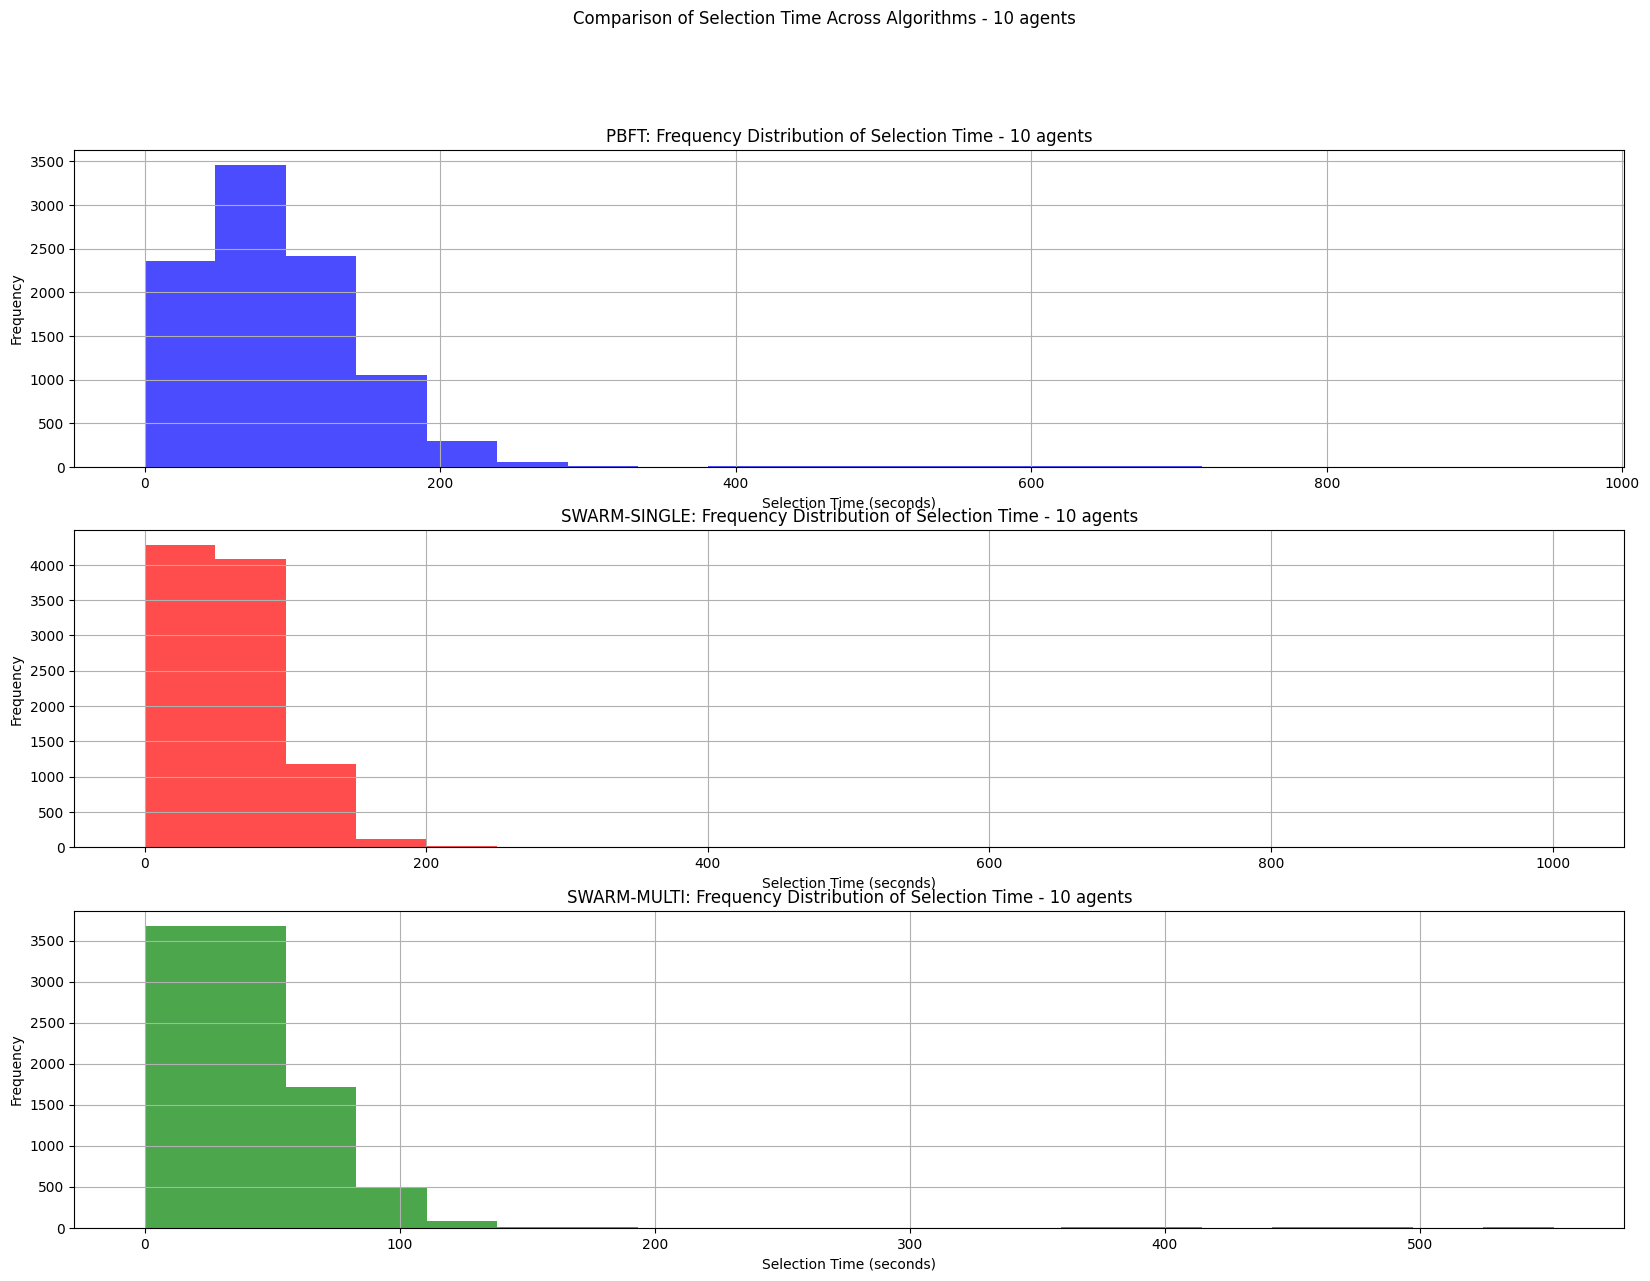 Comparison of Selection Time Across Algorithms - 10 agents
PBFT: Frequency Distribution of Selection Time - 10 agents
3500
3000
2500
2000
1500
1000
500
0
Frequency
0 200 400 600 800 1000
Selection Time (seconds)
SWARM-SINGLE: Frequency Distribution of Selection Time - 10 agents
4000
3500
3000
2500
2000
1500
1000
500
0
Frequency
0 200 400 600 800 1000
Selection Time (seconds)
SWARM-MULTI: Frequency Distribution of Selection Time - 10 agents
3500
3000
2500
2000
1500
1000
500
0
Frequency
0 100 200 300 400 500
Selection Time (seconds)